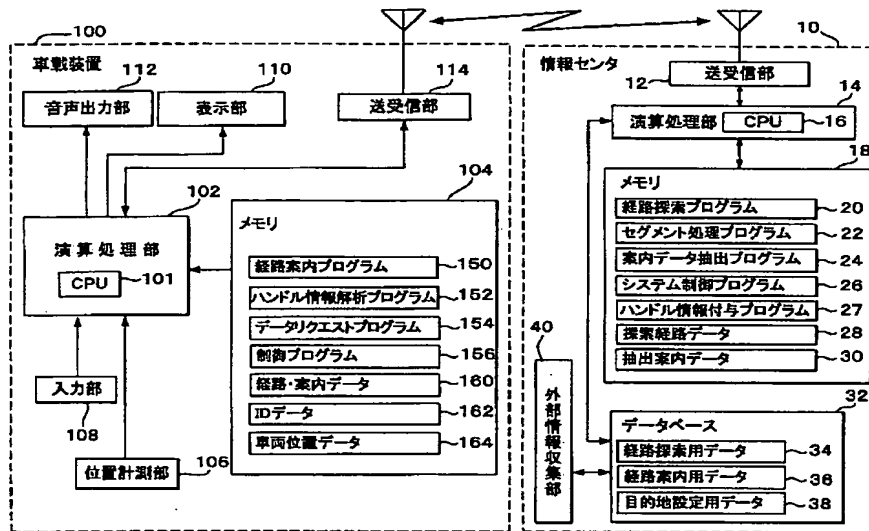 100
車載装置
112
音声出力部
110
表示部
114
送受信部
102
演算処理部
CPU
101
入力部
108
位置計測部
106
104
メモリ
経路案内プログラム
150
ハンドル情報解析プログラム
152
データリクエストプログラム
154
制御プログラム
156
経路・案内データ
160
IDデータ
162
車両位置データ
164
10
情報センタ
12
送受信部
14
演算処理部
CPU
16
18
メモリ
経路探索プログラム
20
セグメント処理プログラム
22
案内データ抽出プログラム
24
システム制御プログラム
26
ハンドル情報付与プログラム
27
探索経路データ
28
抽出案内データ
30
40
外部情報収集部
32
データベース
経路探索用データ
34
経路案内用データ
36
目的地設定用データ
38